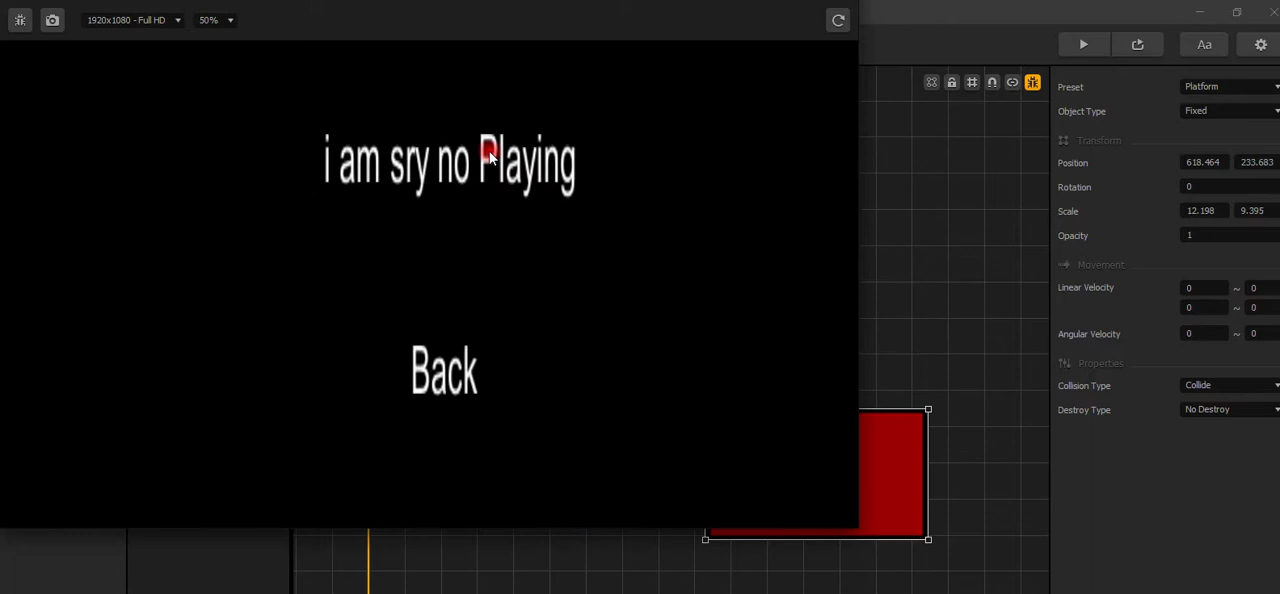 1920x1080 - Full HD
50%
i am sry no Playing
Back
Aa
Preset
Platform
Object Type
Fixed
Transform
Position
618.464
233.683
Rotation
0
Scale
12.198
9.395
Opacity
1
Movement
Linear Velocity
0 ~ 0
0 ~ 0
Angular Velocity
0 ~ 0
Properties
Collision Type
Collide
Destroy Type
No Destroy